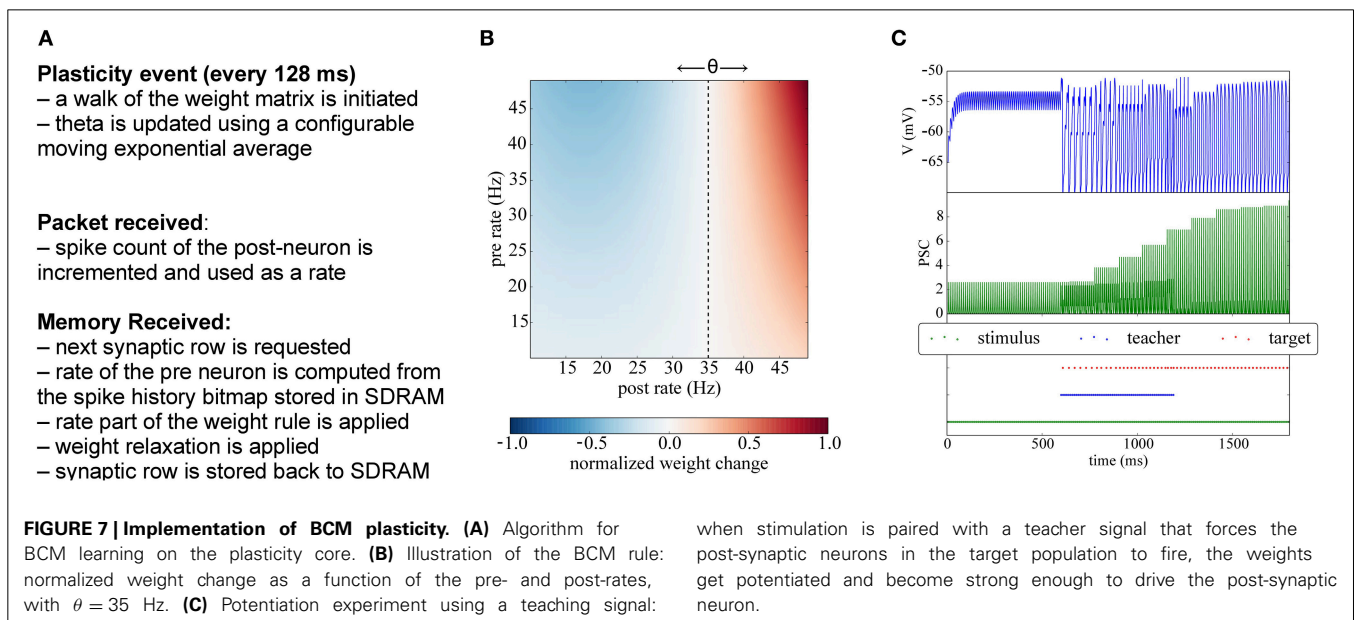 A
Plasticity event (every 128 ms)
– a walk of the weight matrix is initiated
– theta is updated using a configurable
moving exponential average
Packet received:
– spike count of the post-neuron is
incremented and used as a rate
Memory Received:
– next synaptic row is requested
– rate of the pre neuron is computed from
the spike history bitmap stored in SDRAM
– rate part of the weight rule is applied
– weight relaxation is applied
– synaptic row is stored back to SDRAM
B
←θ→
pre rate (Hz)
45
40
35
30
25
20
15
15 20 25 30 35 40 45
post rate (Hz)
-1.0 -0.5 0.0 0.5 1.0
normalized weight change
C
V (mV)
-50
-55
-60
-65
PSC
8
6
4
2
0
stimulus teacher target
0 500 1000 1500
time (ms)
FIGURE 7 | Implementation of BCM plasticity. (A) Algorithm for
BCM learning on the plasticity core. (B) Illustration of the BCM rule:
normalized weight change as a function of the pre- and post-rates,
with θ = 35 Hz. (C) Potentiation experiment using a teaching signal:
when stimulation is paired with a teacher signal that forces the
post-synaptic neurons in the target population to fire, the weights
get potentiated and become strong enough to drive the post-synaptic
neuron.